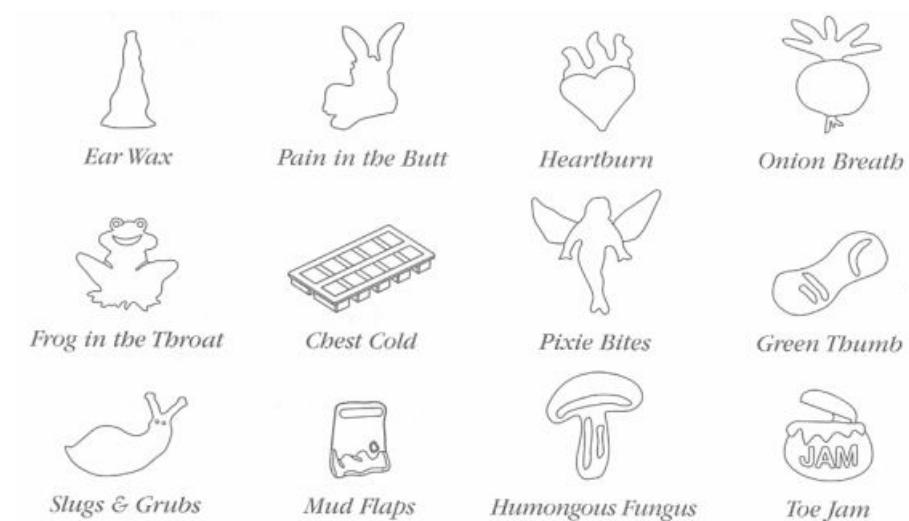 Ear Wax
Pain in the Butt
Heartburn
Onion Breath
Frog in the Throat
Chest Cold
Pixie Bites
Green Thumb
JAM
Slugs & Grubs
Mud Flaps
Humongous Fungus
Toe Jam